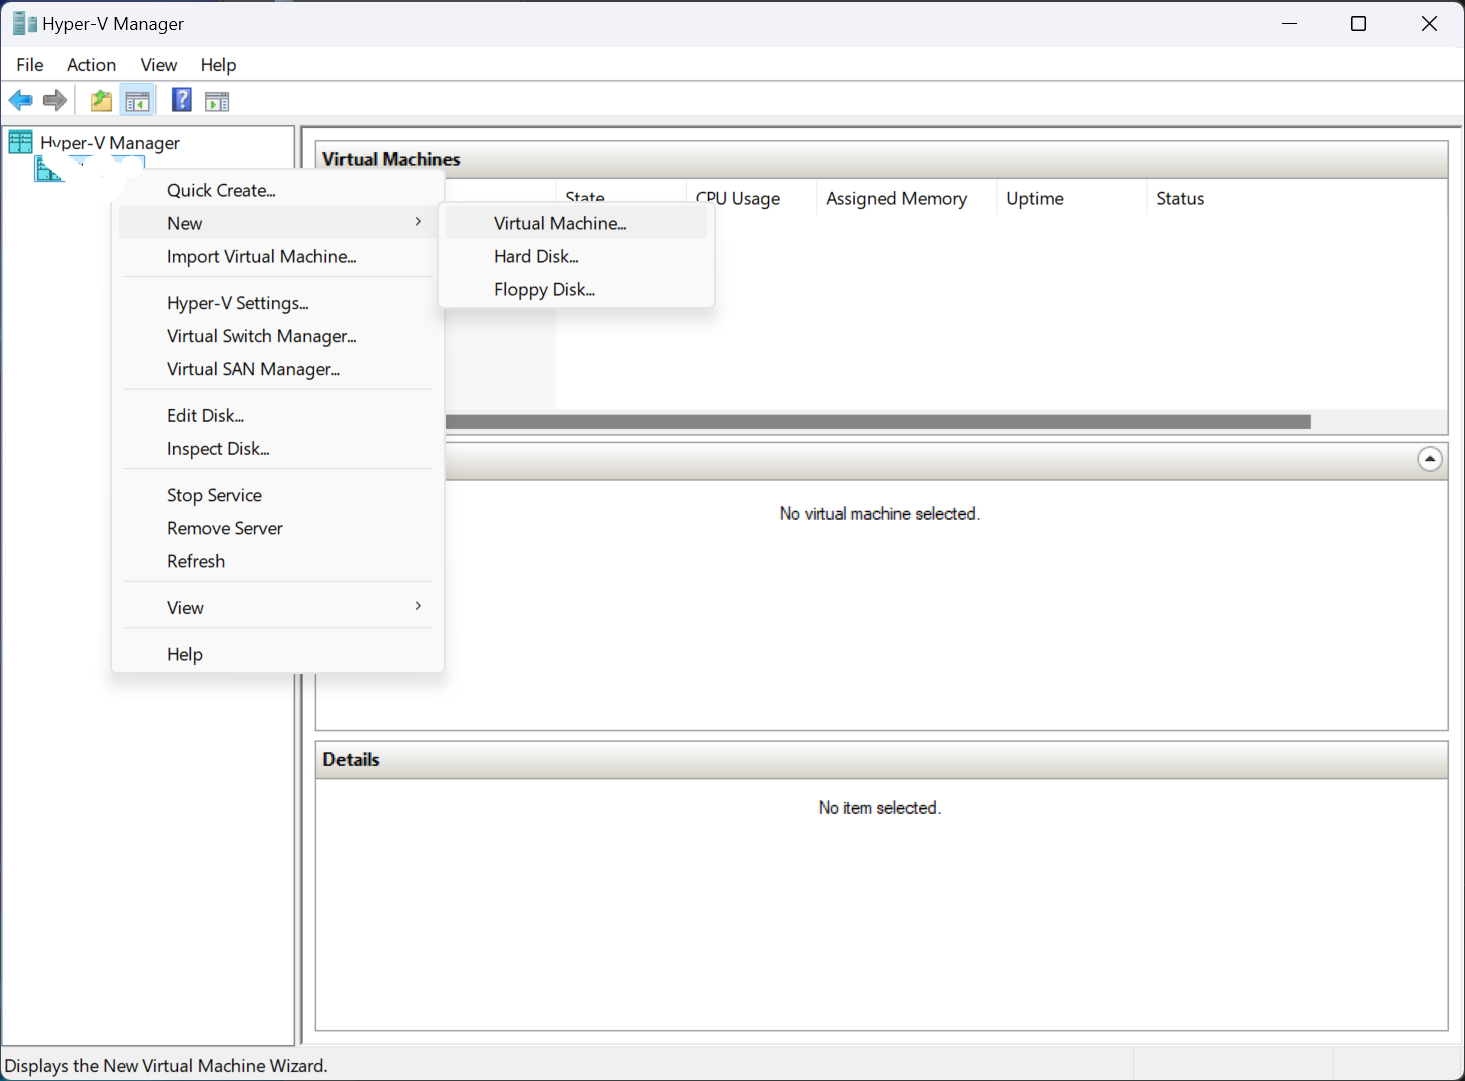 Hyper-V Manager
File Action View Help
Hyper-V Manager
Virtual Machines
State CPU Usage Assigned Memory Uptime Status
Quick Create...
New
Import Virtual Machine...
Hyper-V Settings...
Virtual Switch Manager...
Virtual SAN Manager...
Edit Disk...
Inspect Disk...
Stop Service
Remove Server
Refresh
View
Help
Virtual Machine...
Hard Disk...
Floppy Disk...
No virtual machine selected.
Details
No item selected.
Displays the New Virtual Machine Wizard.